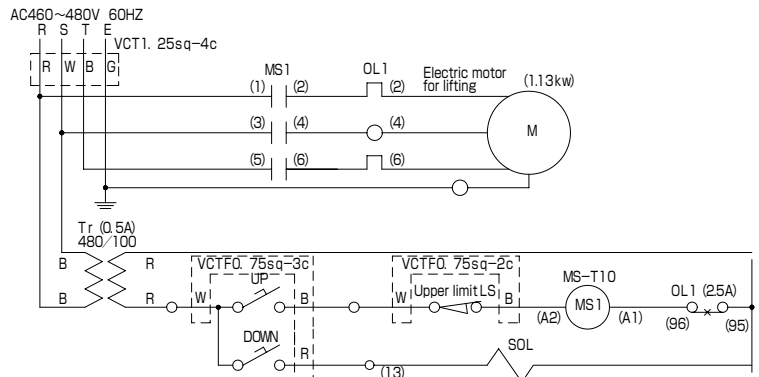 AC460~480V 60HZ
R S T E
VCT1. 25sq-4c
R W B G
MS1
OL1
Electric motor
for lifting
(1.13kw)
(1) (2) (2)
(3) (4) (4)
M
(5) (6) (6)
Tr (0.5A)
480/100
B R
VCTF0. 75sq-3c
VCTF0. 75sq-2c
UP
Upper limit LS
MS-T10
OL1 (2.5A)
B R W B W B
MS1
(A2) (A1) (96) (95)
DOWN
R
SOL
(13)